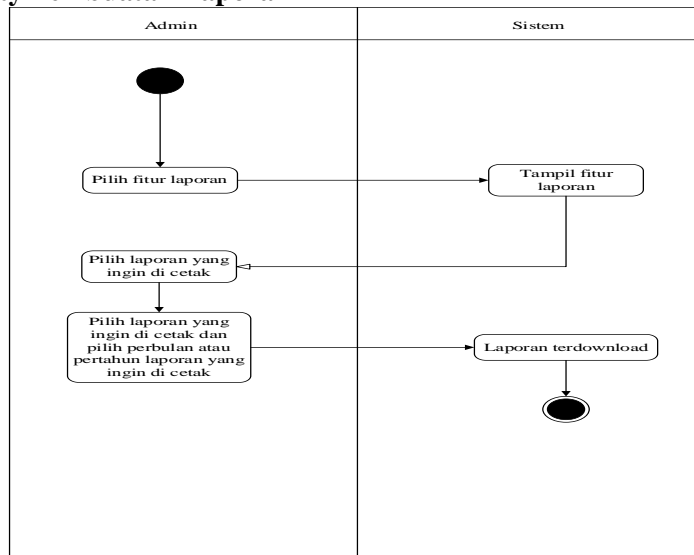 Admin
Sistem
Pilih fitur laporan
Tampil fitur
laporan
Pilih laporan yang
ingin di cetak
Pilih laporan yang
ingin di cetak dan
pilih perbulan atau
pertahun laporan yang
ingin di cetak
Laporan terdownload